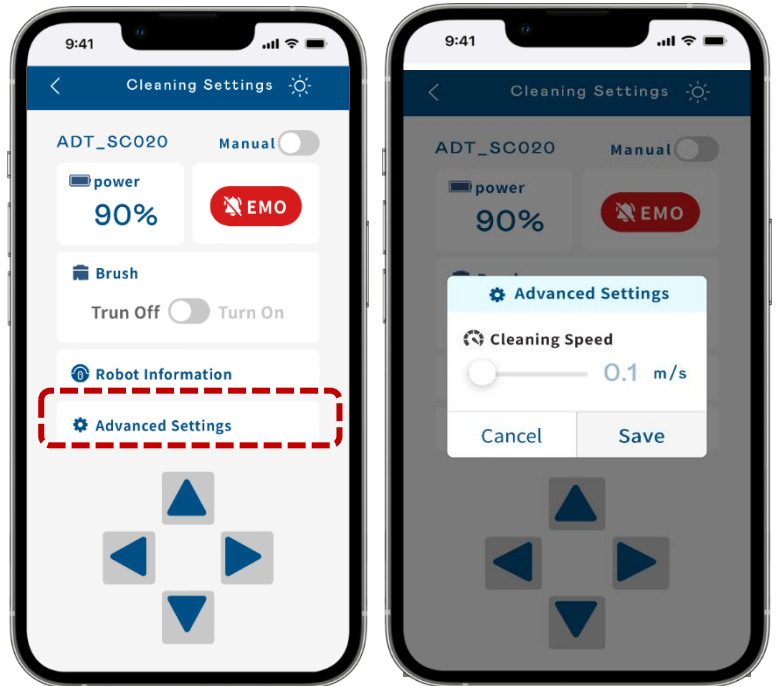 9:41
Cleaning Settings
ADT_SC020 Manual
power
90%
EMO
Brush
Trun Off Turn On
Robot Information
Advanced Settings
9:41
Cleaning Settings
ADT_SC020 Manual
power
90%
EMO
Advanced Settings
Cleaning Speed
0.1 m/s
Cancel Save